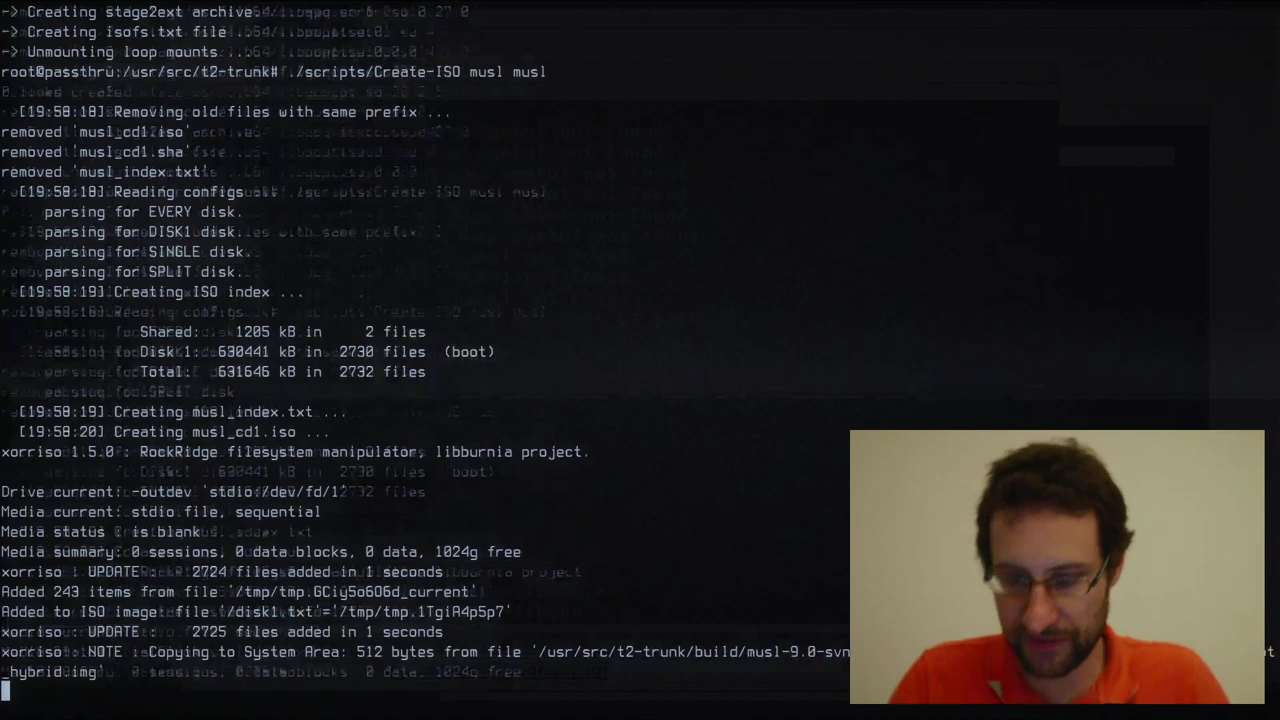 -> Creating stage2ext archive
-> Creating isofs.txt file
-> Unmounting loop mounts ...
root@passthru:/usr/src/t2-trunk# ./scripts/Create-ISO musl musl
[19:58:18] Removing old files with same prefix ...
removed 'musl_cd1.iso'
removed 'musl_cd1.sha'
removed 'musl_index.txt'
[19:58:18] Reading configs
parsing for EVERY disk.
parsing for DISK1 disk.
parsing for SINGLE disk.
parsing for SPLIT disk.
[19:58:19] Creating ISO index ...
Shared: 1205 kB in 2 files
Disk 1: 630441 kB in 2730 files (boot)
Total: 631646 kB in 2732 files
[19:58:19] Creating musl_index.txt ...
[19:58:20] Creating musl_cd1.iso ...
xorriso 1.5.0 : RockRidge filesystem manipulator, libburnia project.
Drive current: -outdev 'stdio:/dev/fd/1'
Media current: stdio file, sequential
Media status : is blank
Media summary: 0 sessions, 0 data blocks, 0 data, 1024g free
xorriso : UPDATE : 2724 files added in 1 seconds
Added 243 items from file '/tmp/tmp.GCiy5o6O6d_current'
Added to ISO image: file '/disk1.txt'='/tmp/tmp.1TgiA4p5p7'
xorriso : UPDATE : 2725 files added in 1 seconds
xorriso : NOTE : Copying to System Area: 512 bytes from file '/usr/src/t2-trunk/build/musl-9.0-svn
_hybrid.img'